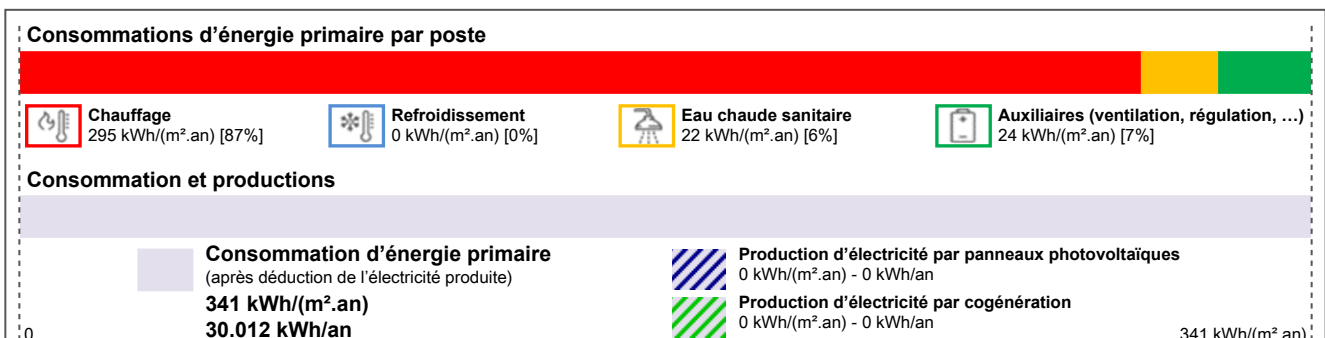 Consommations d'énergie primaire par poste
Chauffage
295 kWh/(m².an) [87%]
Refroidissement
0 kWh/(m².an) [0%]
Eau chaude sanitaire
22 kWh/(m².an) [6%]
Auxiliaires (ventilation, régulation, …)
24 kWh/(m².an) [7%]
Consommation et productions
Consommation d'énergie primaire
(après déduction de l'électricité produite)
341 kWh/(m².an)
30.012 kWh/an
Production d'électricité par panneaux photovoltaïques
0 kWh/(m².an) - 0 kWh/an
Production d'électricité par cogénération
0 kWh/(m².an) - 0 kWh/an
0
341 kWh/(m².an)